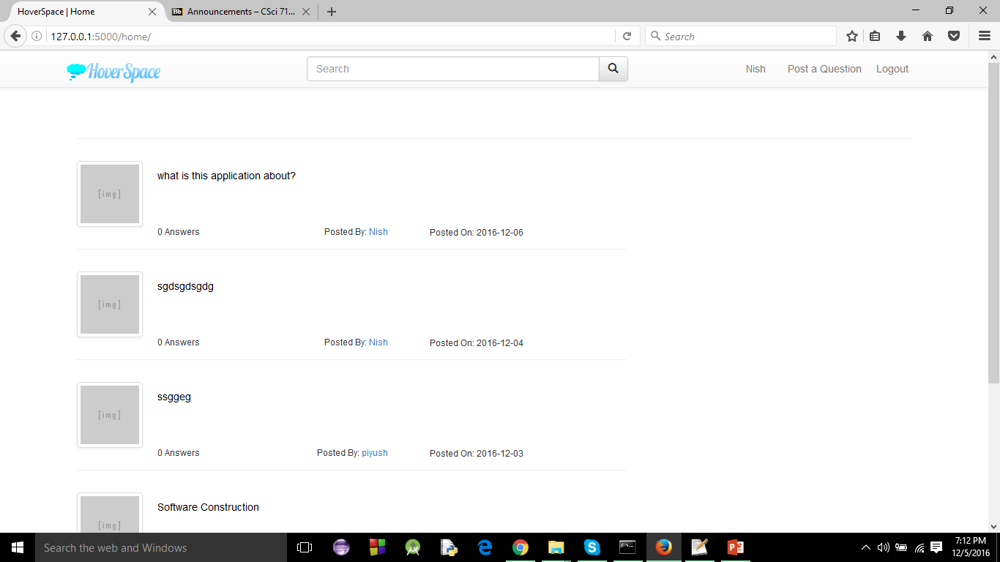 HoverSpace | Home
Announcements – CSci 71...
127.0.0.1:5000/home/
Search
HoverSpace
Search
Nish
Post a Question
Logout
[img]
what is this application about?
0 Answers
Posted By: Nish
Posted On: 2016-12-06
[img]
sgdsgdsgdg
0 Answers
Posted By: Nish
Posted On: 2016-12-04
[img]
ssggeg
0 Answers
Posted By: piyush
Posted On: 2016-12-03
[img]
Software Construction
Search the web and Windows
7:12 PM
12/5/2016